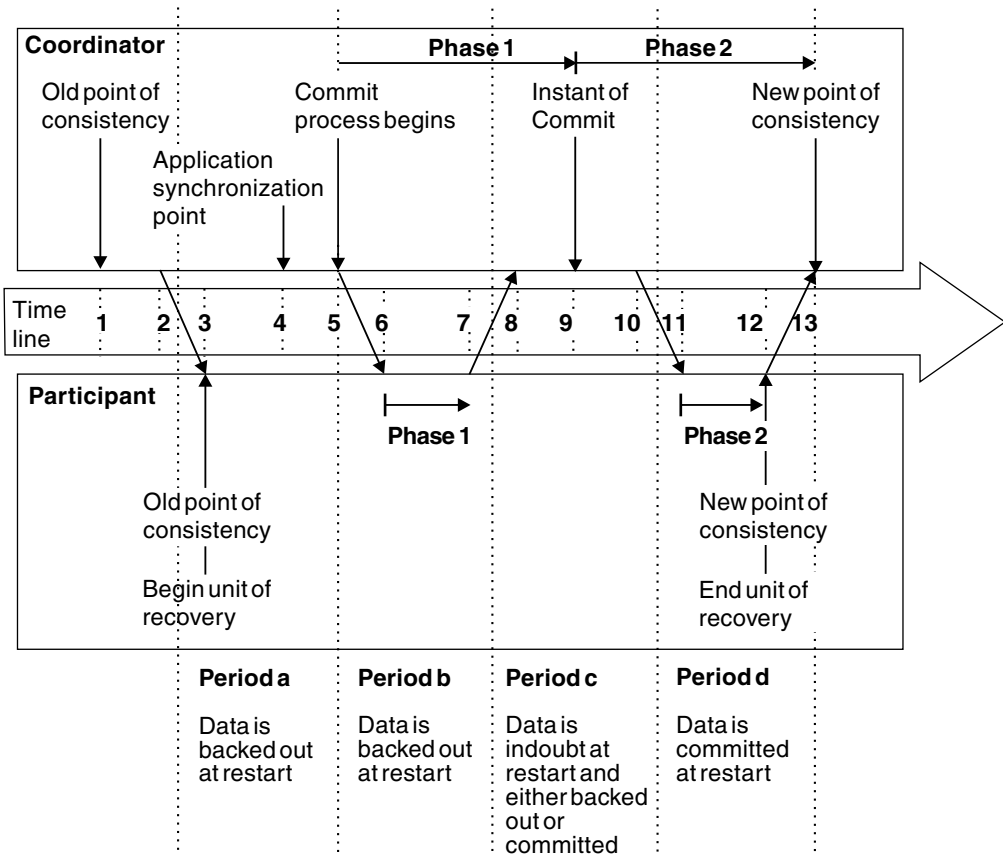 Coordinator
Phase 1
Phase 2
Old point of
consistency
Commit
process begins
Instant of
Commit
New point of
consistency
Application
synchronization
point
Time
line
1
2
3
4
5
6
7
8
9
10
11
12
13
Participant
Phase 1
Phase 2
Old point of
consistency
New point of
consistency
Begin unit of
recovery
End unit of
recovery
Period a
Data is
backed out
at restart
Period b
Data is
backed out
at restart
Period c
Data is
indoubt at
restart and
either backed
out or
committed
Period d
Data is
committed
at restart